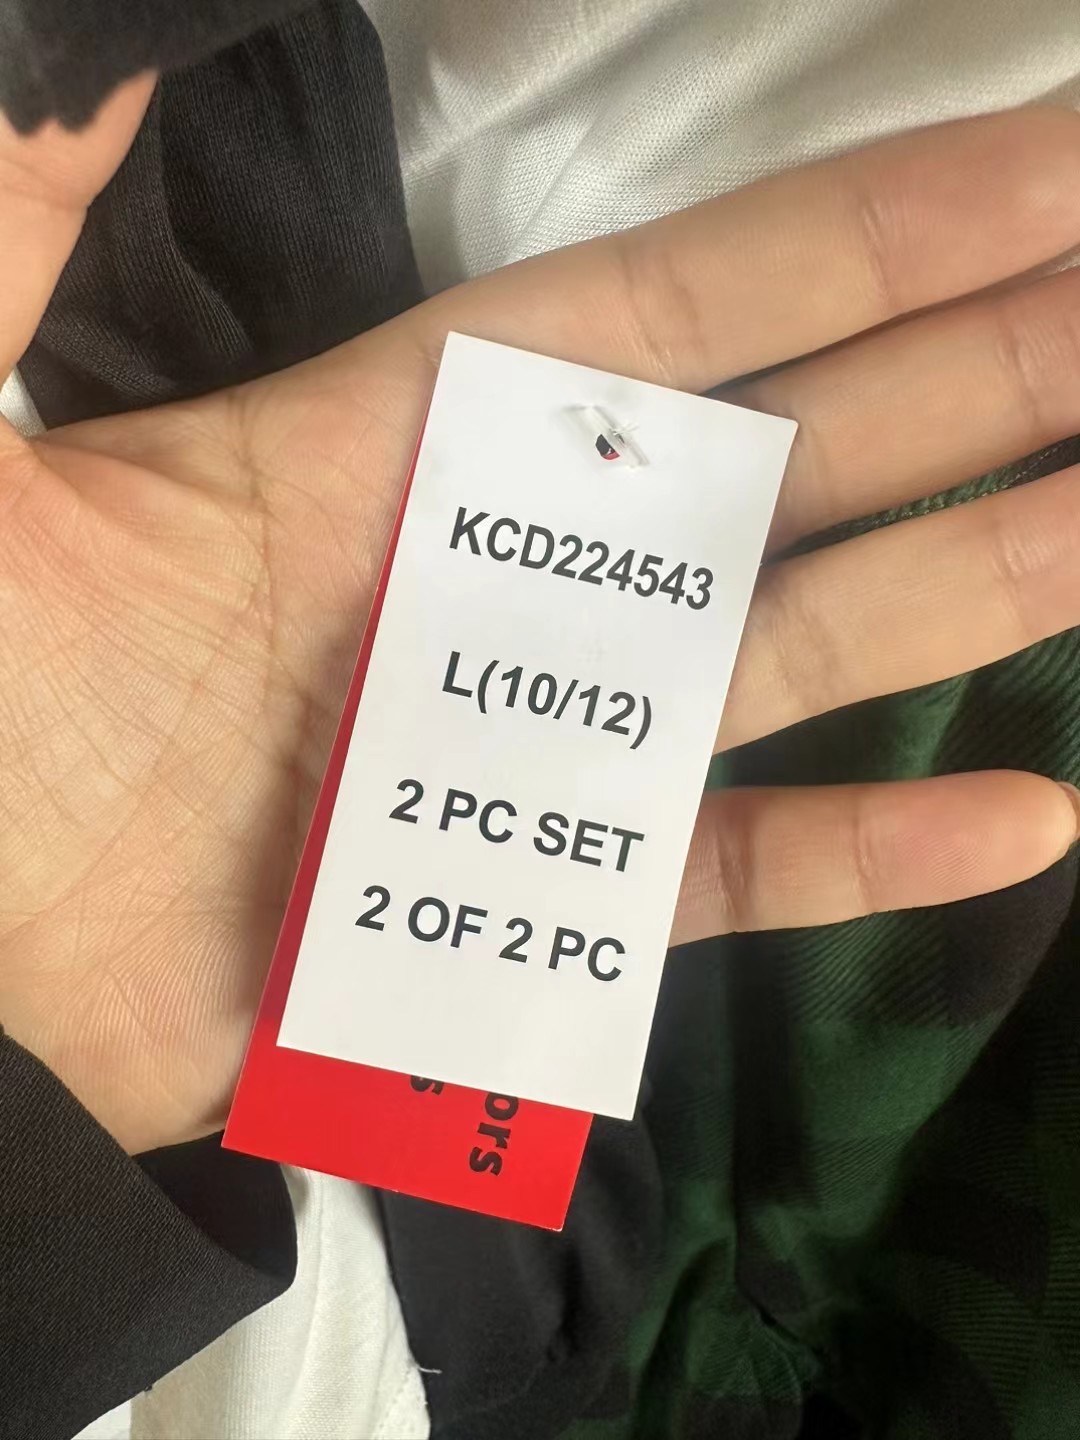 KCD224543
L(10/12)
2 PC SET
2 OF 2 PC